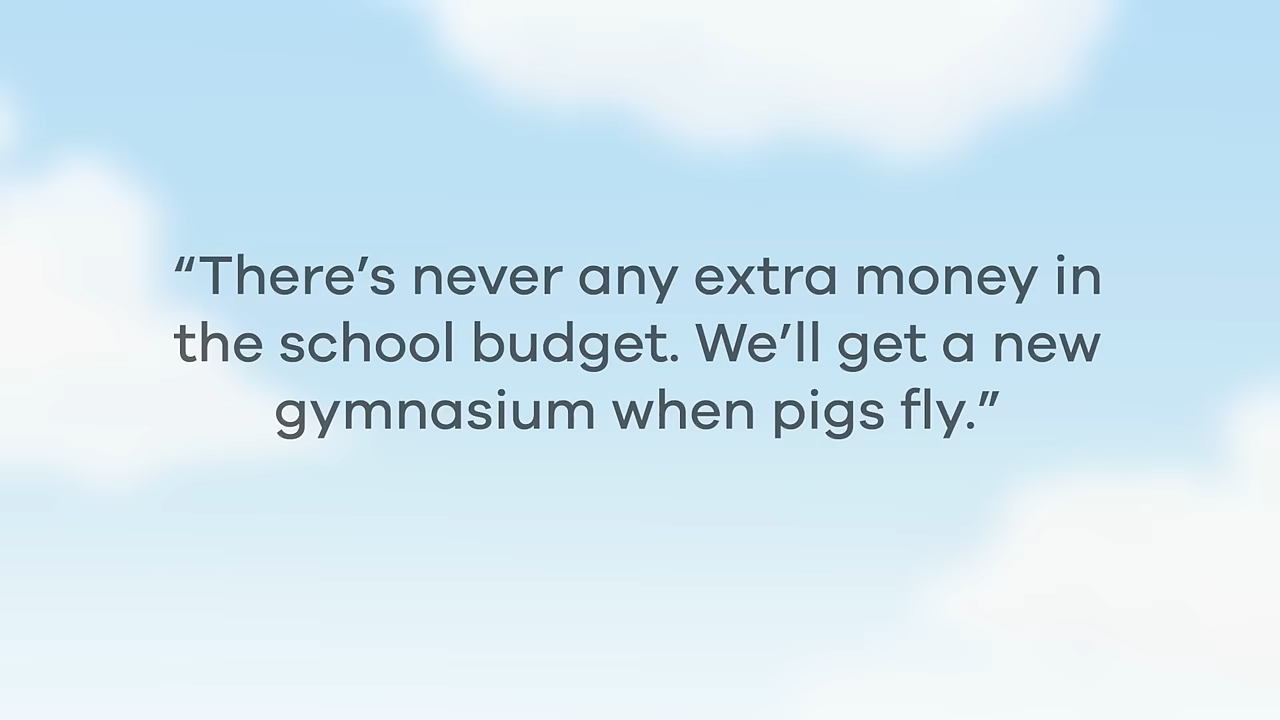 “There’s never any extra money in
the school budget. We’ll get a new
gymnasium when pigs fly.”